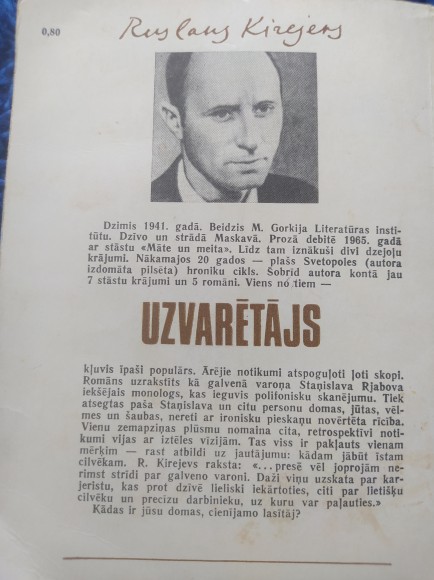 Ruslans Kirejevs
0,80
Dzimis 1941. gadā. Beidzis M. Gorkija Literatūras insti-
tūtu. Dzīvo un strādā Maskavā. Prozā debitē 1965. gadā
ar stāstu «Māte un meita». Līdz tam iznākuši divi dzejoļu
krājumi. Nākamajos 20 gados — plašs Svetopoles (autora
izdomāta pilsēta) hroniku cikls. Šobrīd autora kontā jau
7 stāstu krājumi un 5 romāni. Viens no tiem —
UZVARĒTĀJS
kļuvis īpaši populārs. Ārējie notikumi atspoguļoti ļoti skopi.
Romāns uzrakstīts kā galvenā varoņa Staņislava Rjabova
iekšējais monologs, kas ieguvis polifonisku skanējumu. Tiek
atsegtas paša Staņislava un citu personu domas, jūtas, vēl-
mes un šaubas, nereti ar ironisku pieskaņu novērtēta rīcība.
Vienu zemapziņas plūsmu nomaina cita, retrospektīvi noti-
kumi vijas ar iztēles vīzijām. Tas viss ir pakļauts vienam
mērķim — rast atbildi uz jautājumu: kādam jābūt īstam
cilvēkam. R. Kirejevs raksta: «...presē vēl joprojām ne-
rimst strīdi par galveno varoni. Daži viņu uzskata par kar-
jeristu, kas prot dzīvē lieliski iekārtoties, citi par lietišķu
cilvēku un precīzu darbinieku, uz kuru var paļauties.»
Kādas ir jūsu domas, cienījamo lasītāj?